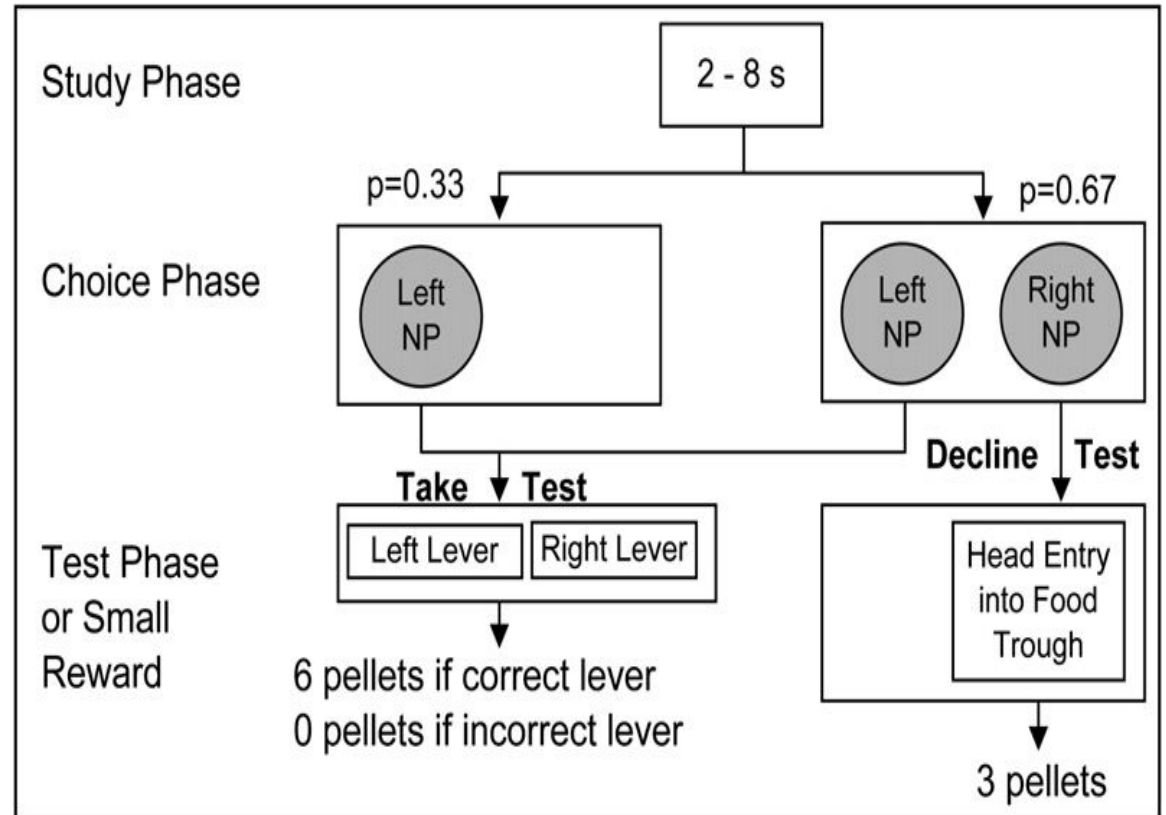 Study Phase
2 - 8 s
p=0.33
p=0.67
Choice Phase
Left
NP
Left
NP
Right
NP
Take Test
Decline Test
Test Phase
or Small
Reward
Left Lever
Right Lever
Head Entry
into Food
Trough
6 pellets if correct lever
0 pellets if incorrect lever
3 pellets